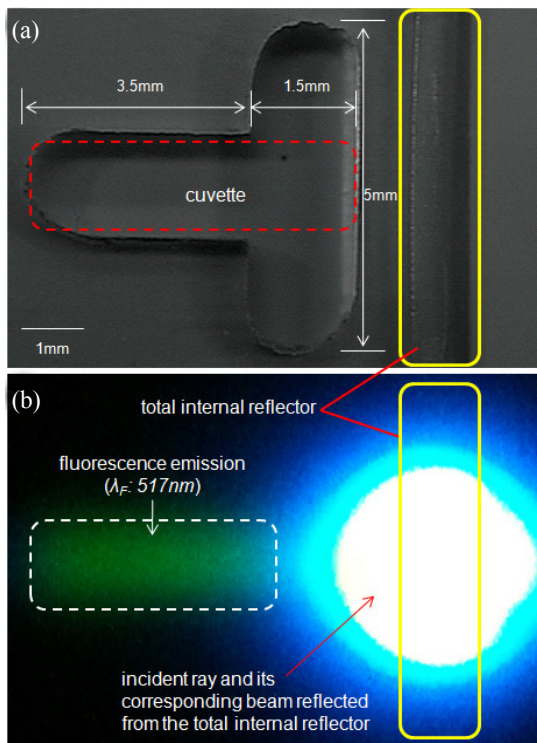 (a)
3.5mm
1.5mm
cuvette
5mm
1mm
(b)
total internal reflector
fluorescence emission
(λF: 517nm)
incident ray and its
corresponding beam reflected
from the total internal reflector